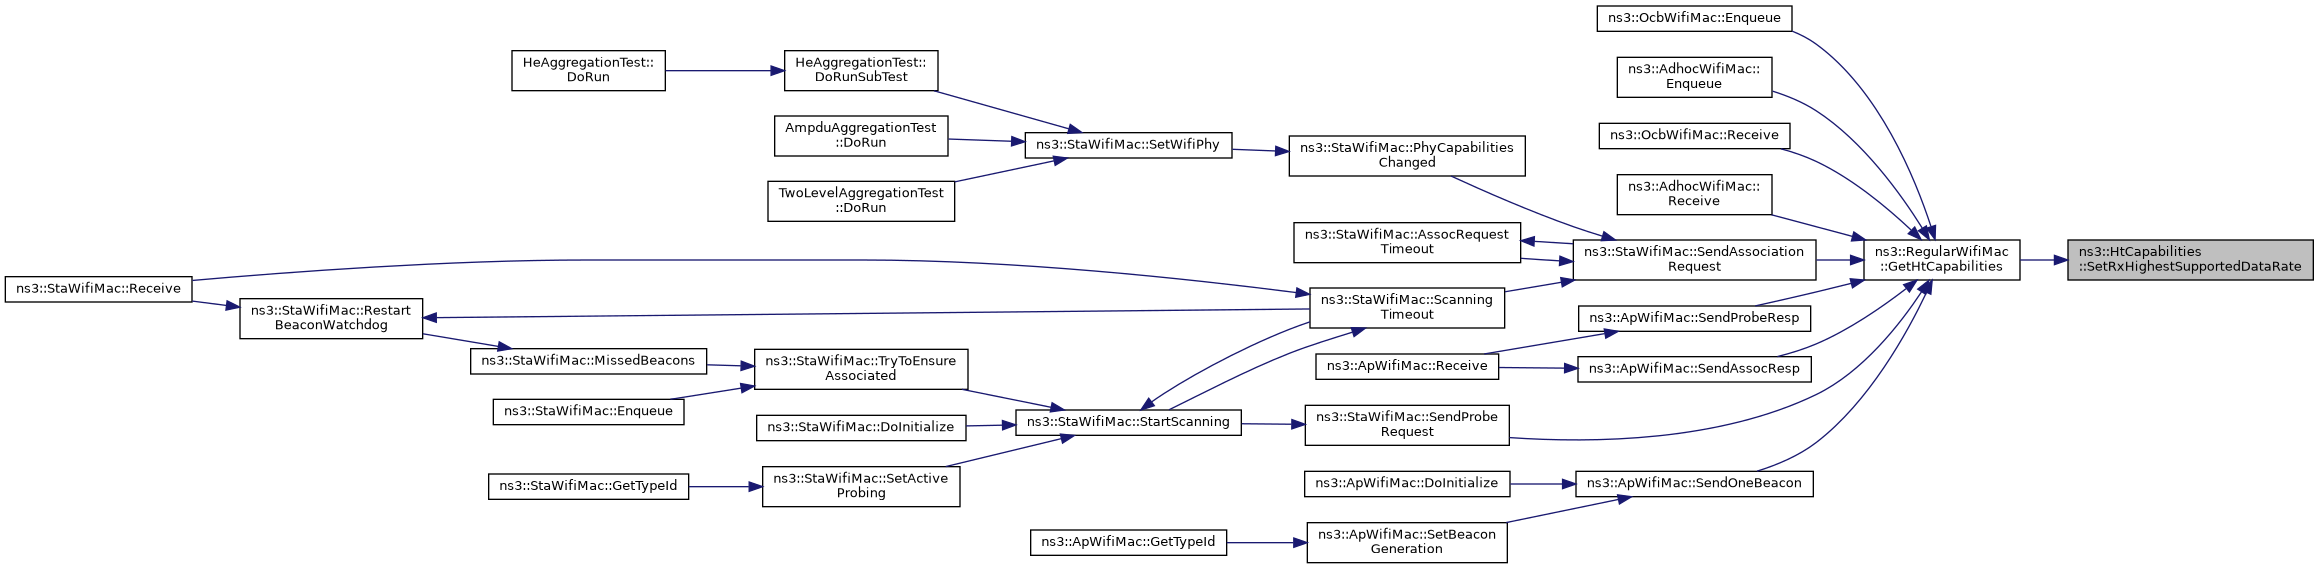 ns3::OcbWifiMac::Enqueue
HeAggregationTest::
DoRun
HeAggregationTest::
DoRunSubTest
ns3::AdhocWifiMac::
Enqueue
AmpduAggregationTest
::DoRun
ns3::StaWifiMac::SetWifiPhy
ns3::StaWifiMac::PhyCapabilities
Changed
ns3::OcbWifiMac::Receive
TwoLevelAggregationTest
::DoRun
ns3::AdhocWifiMac::
Receive
ns3::StaWifiMac::AssocRequest
Timeout
ns3::StaWifiMac::SendAssociation
Request
ns3::RegularWifiMac
::GetHtCapabilities
ns3::HtCapabilities
::SetRxHighestSupportedDataRate
ns3::StaWifiMac::Receive
ns3::StaWifiMac::Restart
BeaconWatchdog
ns3::StaWifiMac::Scanning
Timeout
ns3::ApWifiMac::SendProbeResp
ns3::StaWifiMac::MissedBeacons
ns3::StaWifiMac::TryToEnsure
Associated
ns3::ApWifiMac::Receive
ns3::ApWifiMac::SendAssocResp
ns3::StaWifiMac::Enqueue
ns3::StaWifiMac::DoInitialize
ns3::StaWifiMac::StartScanning
ns3::StaWifiMac::SendProbe
Request
ns3::StaWifiMac::GetTypeId
ns3::StaWifiMac::SetActive
Probing
ns3::ApWifiMac::DoInitialize
ns3::ApWifiMac::SendOneBeacon
ns3::ApWifiMac::GetTypeId
ns3::ApWifiMac::SetBeacon
Generation